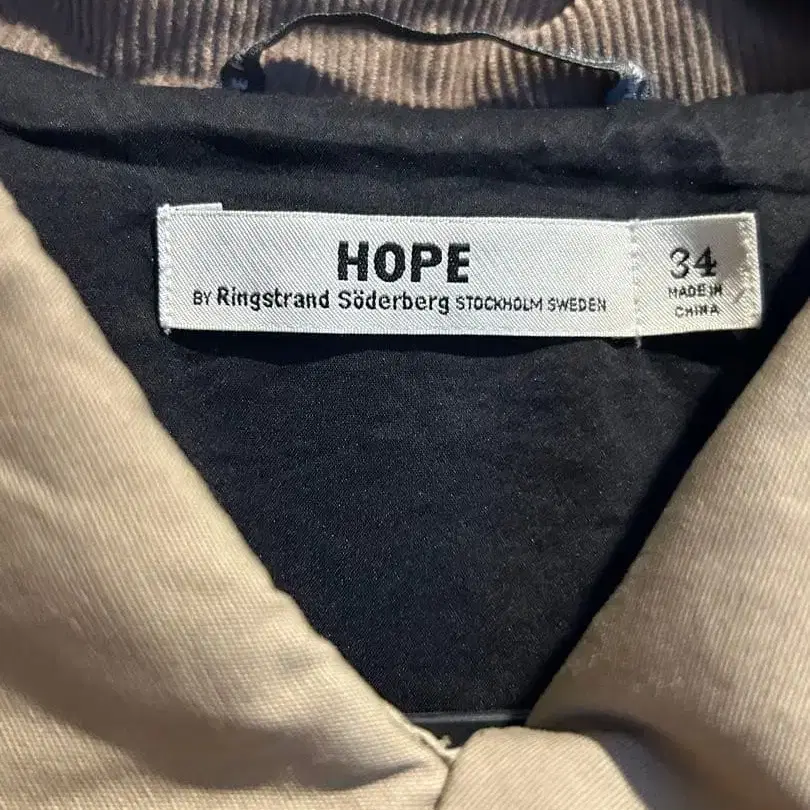 HOPE
BY Ringstrand Söderberg STOCKHOLM SWEDEN
34
MADE IN
CHINA